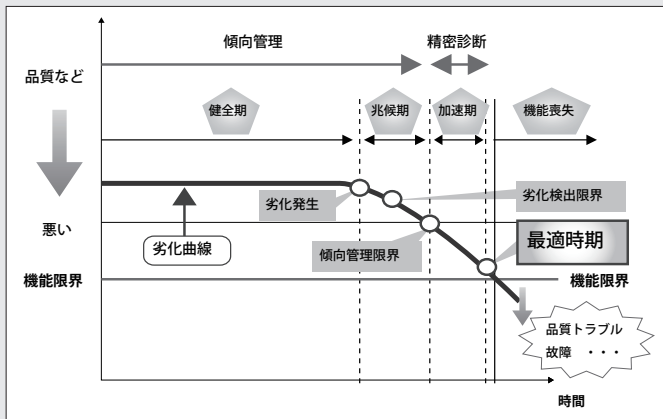 傾向管理
精密診断
品質など
健全期
兆候期
加速期
機能喪失
劣化発生
劣化検出限界
悪い
劣化曲線
傾向管理限界
最適時期
機能限界
機能限界
品質トラブル
故障 ・・・
時間